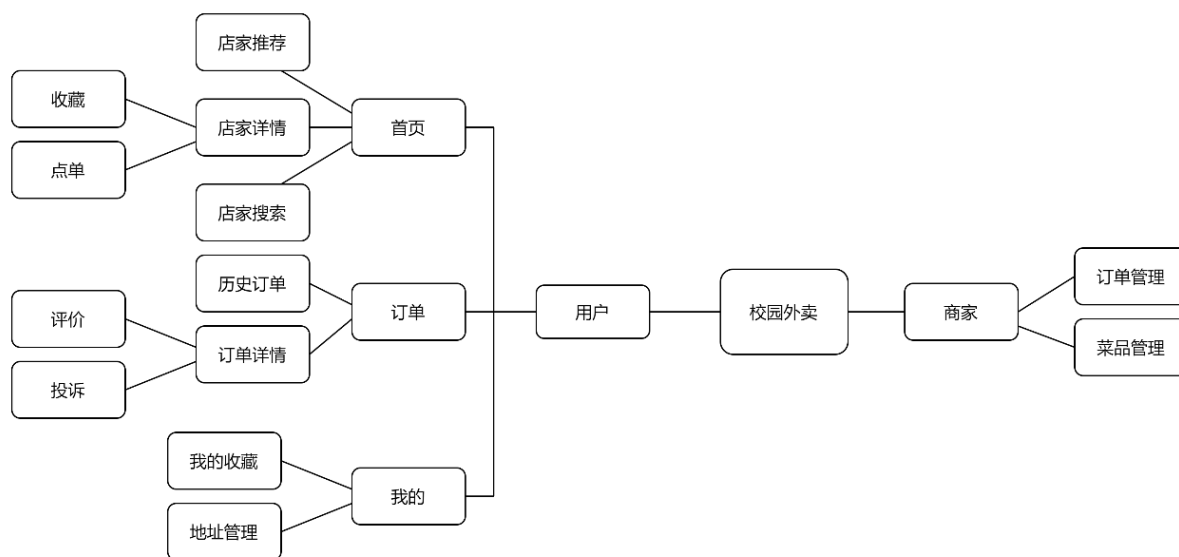 店家推荐
收藏
店家详情
首页
点单
店家搜索
历史订单
订单管理
评价
订单
用户
校园外卖
商家
订单详情
菜品管理
投诉
我的收藏
我的
地址管理